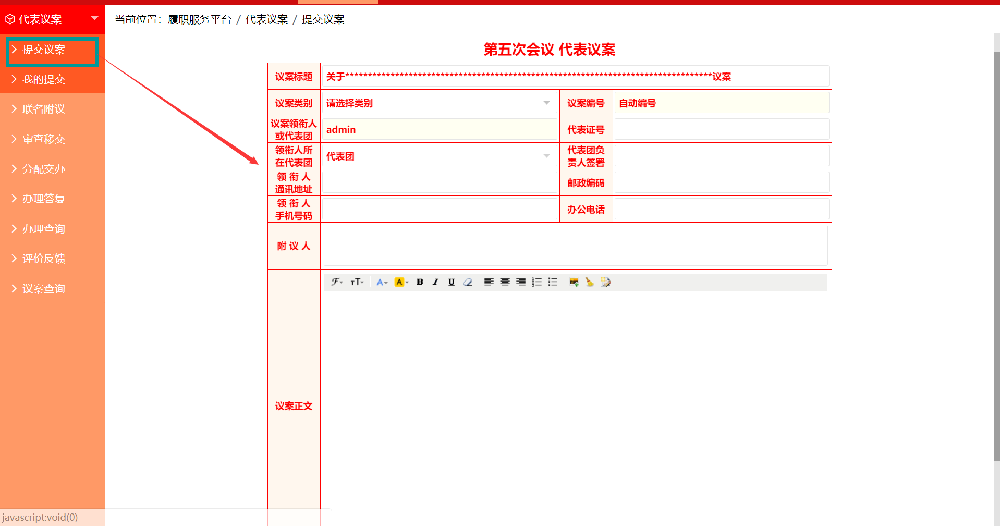 代表议案
当前位置：履职服务平台 / 代表议案 / 提交议案
提交议案
我的提交
联名附议
审查移交
分配交办
办理答复
办理查询
评价反馈
议案查询
第五次会议 代表议案
议案标题
关于*********************************************************************************议案
议案类别
请选择类别
议案编号
自动编号
议案领衔人
或代表团
admin
代表证号
领衔人所
在代表团
代表团
代表团负
责人签署
领 衔 人
通讯地址
邮政编码
领 衔 人
手机号码
办公电话
附 议 人
议案正文
javascript:void(0)